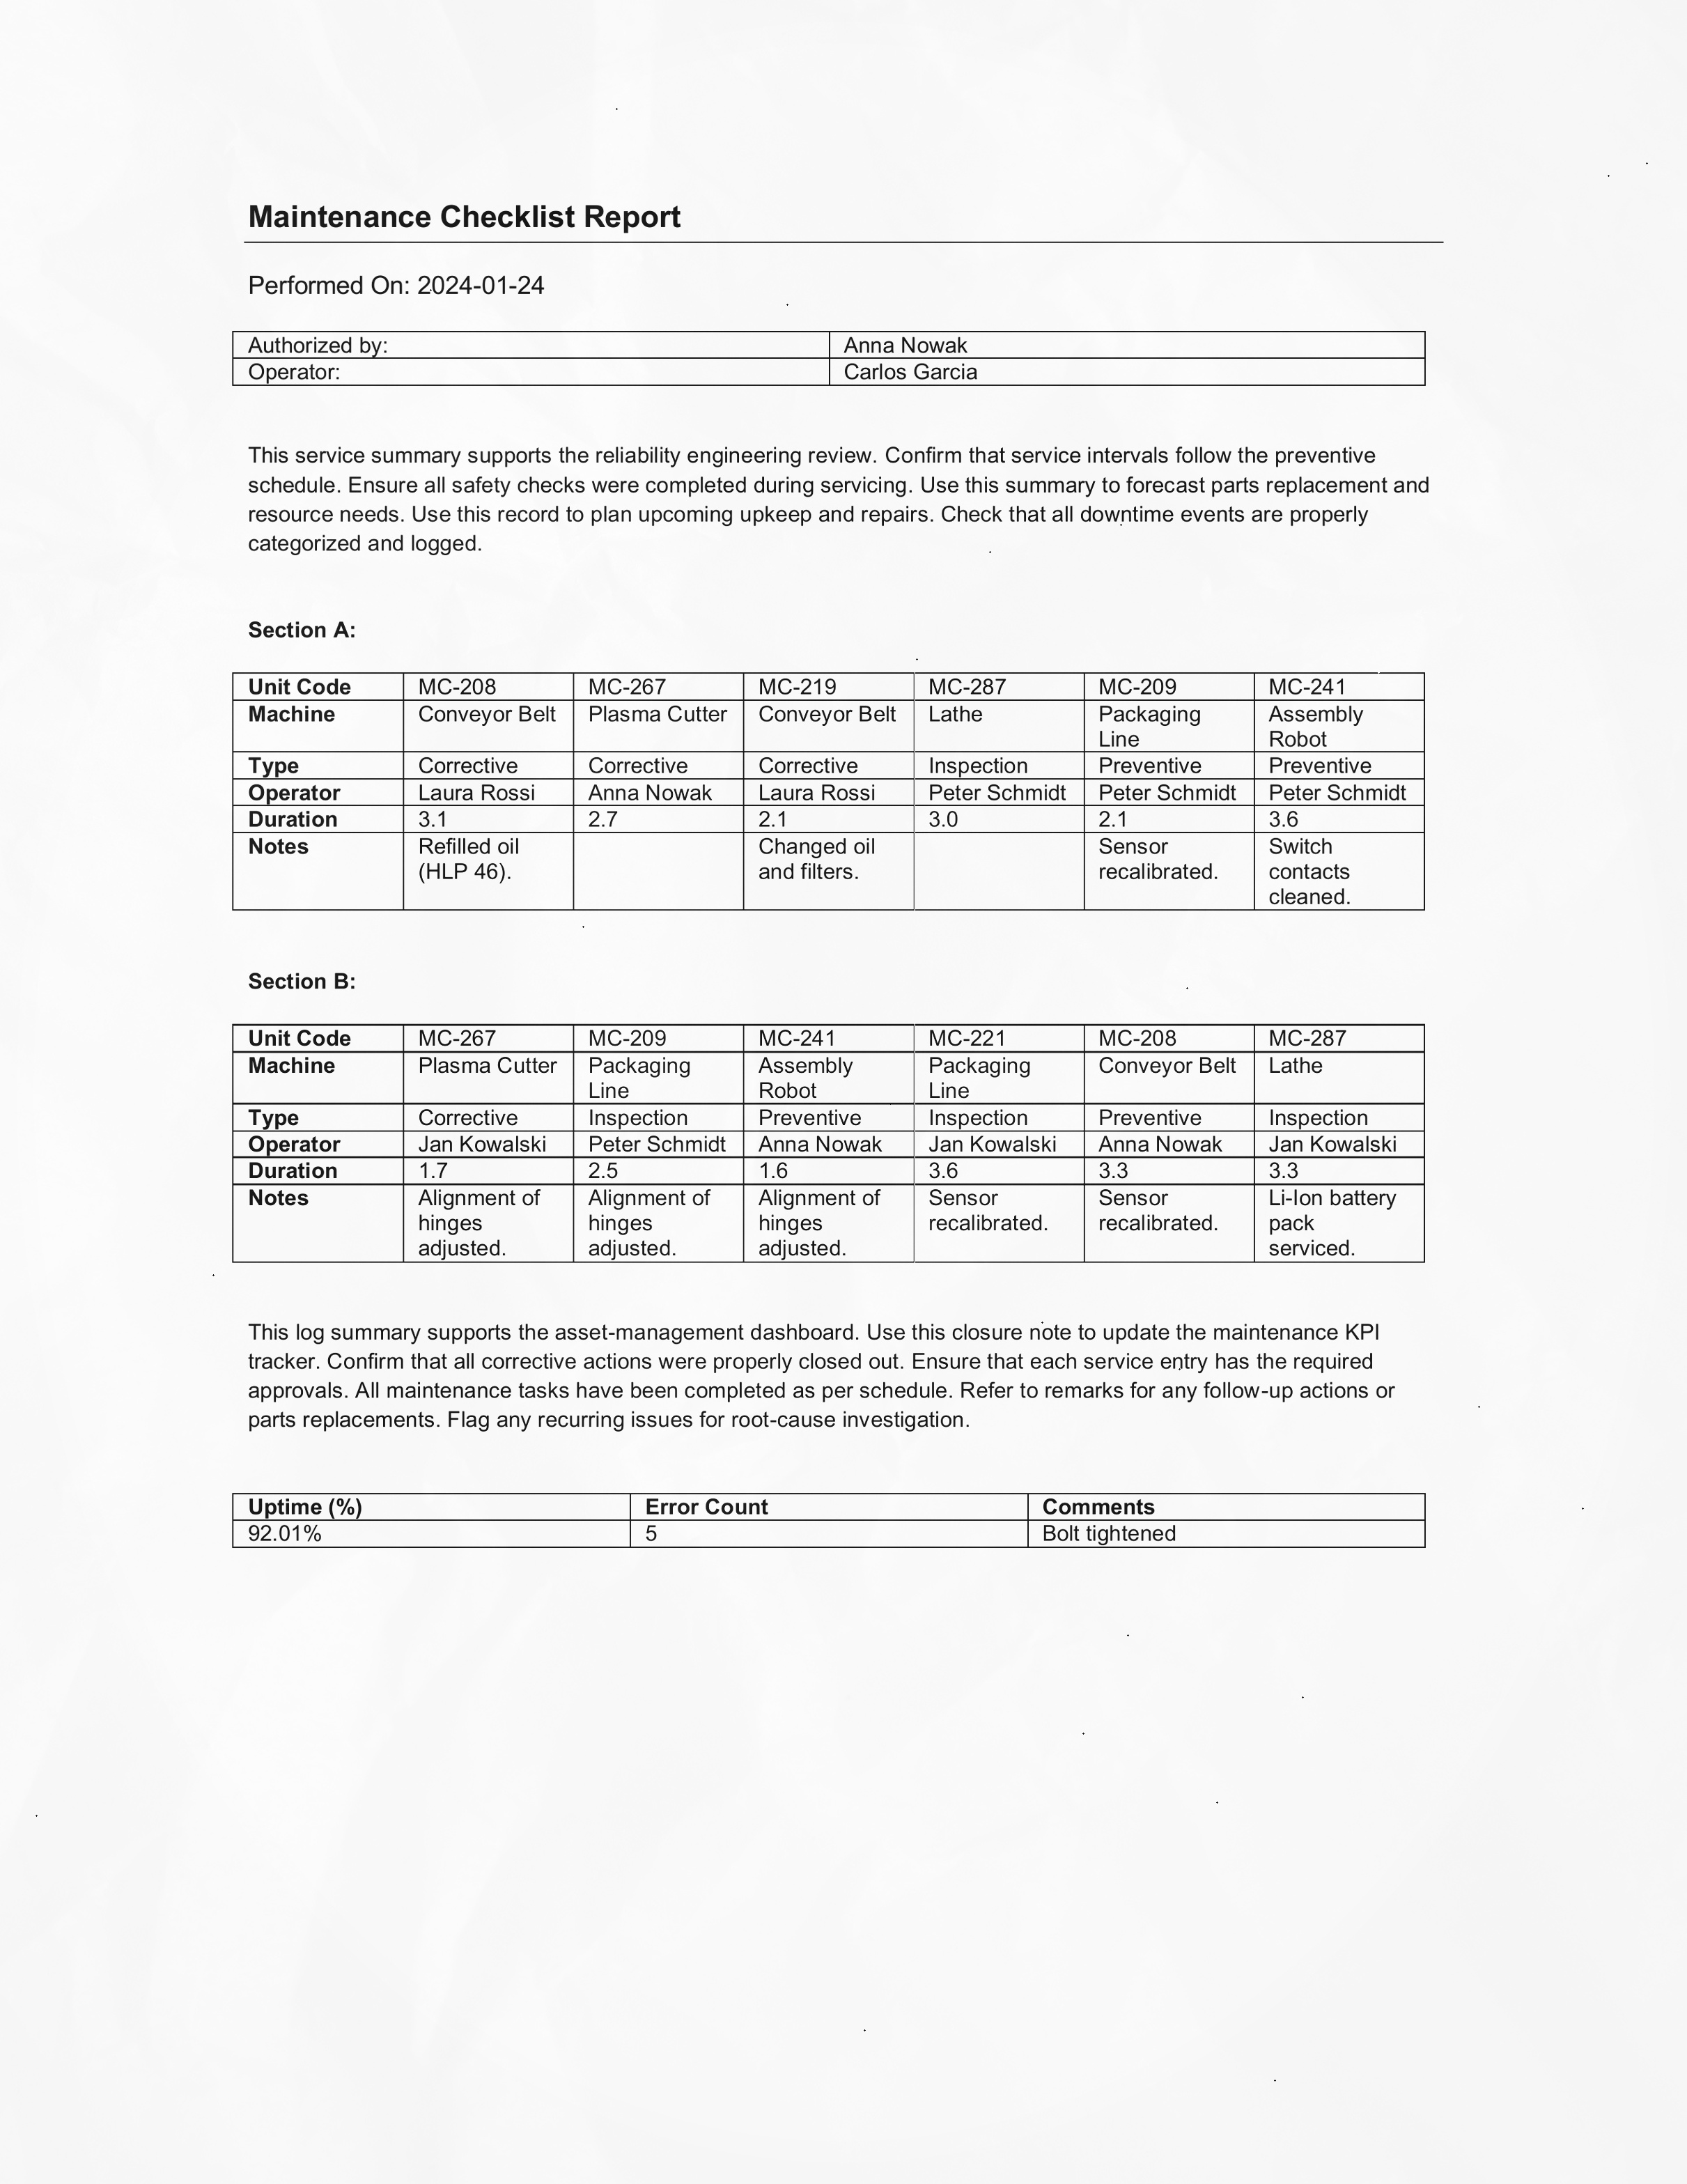 Maintenance Checklist Report
Performed On: 2024-01-24
Authorized by: Anna Nowak
Operator: Carlos Garcia
This service summary supports the reliability engineering review. Confirm that service intervals follow the preventive
schedule. Ensure all safety checks were completed during servicing. Use this summary to forecast parts replacement and
resource needs. Use this record to plan upcoming upkeep and repairs. Check that all downtime events are properly
categorized and logged.
Section A:
Unit Code MC-208 MC-267 MC-219 MC-287 MC-209 MC-241
Machine Conveyor Belt Plasma Cutter Conveyor Belt Lathe Packaging Assembly
Line Robot
Type Corrective Corrective Corrective Inspection Preventive Preventive
Operator Laura Rossi Anna Nowak Laura Rossi Peter Schmidt Peter Schmidt Peter Schmidt
Duration 3.1 2.7 2.1 3.0 2.1 3.6
Notes Refilled oil Changed oil Sensor Switch
(HLP 46). and filters. recalibrated. contacts
cleaned.
Section B:
Unit Code MC-267 MC-209 MC-241 MC-221 MC-208 MC-287
Machine Plasma Cutter Packaging Assembly Packaging Conveyor Belt Lathe
Line Robot Line
Type Corrective Inspection Preventive Inspection Preventive Inspection
Operator Jan Kowalski Peter Schmidt Anna Nowak Jan Kowalski Anna Nowak Jan Kowalski
Duration 1.7 2.5 1.6 3.6 3.3 3.3
Notes Alignment of Alignment of Alignment of Sensor Sensor Li-Ion battery
hinges hinges hinges recalibrated. recalibrated. pack
adjusted. adjusted. adjusted. serviced.
This log summary supports the asset-management dashboard. Use this closure note to update the maintenance KPI
tracker. Confirm that all corrective actions were properly closed out. Ensure that each service entry has the required
approvals. All maintenance tasks have been completed as per schedule. Refer to remarks for any follow-up actions or
parts replacements. Flag any recurring issues for root-cause investigation.
Uptime (%) Error Count Comments
92.01% 5 Bolt tightened